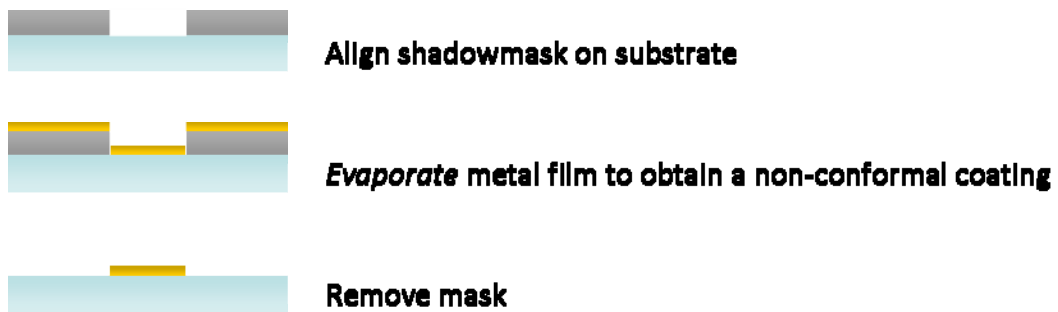 Align shadowmask on substrate
Evaporate metal film to obtain a non-conformal coating
Remove mask